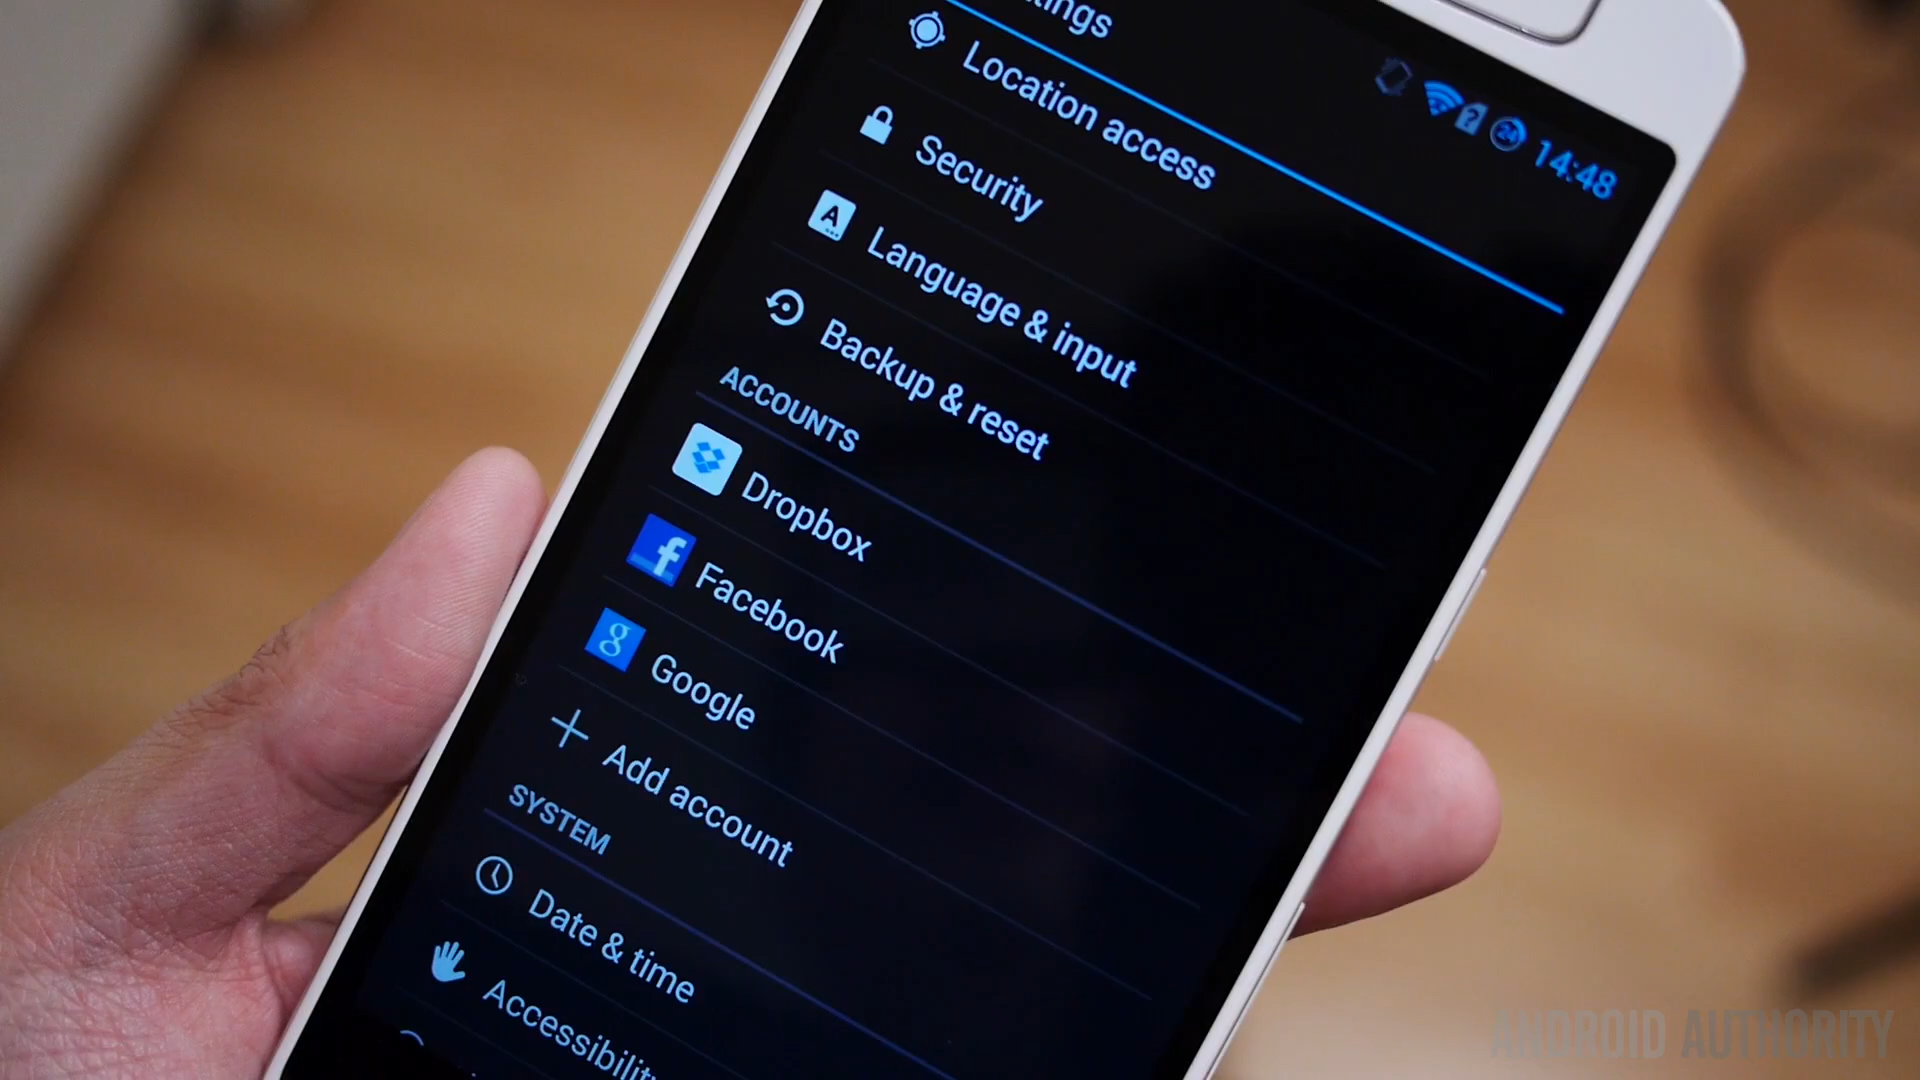 14:48
24
Location access
Security
A
Language & input
Backup & reset
ACCOUNTS
Dropbox
f
Facebook
g
Google
Add account
SYSTEM
Date & time
ANDROID AUTHORITY